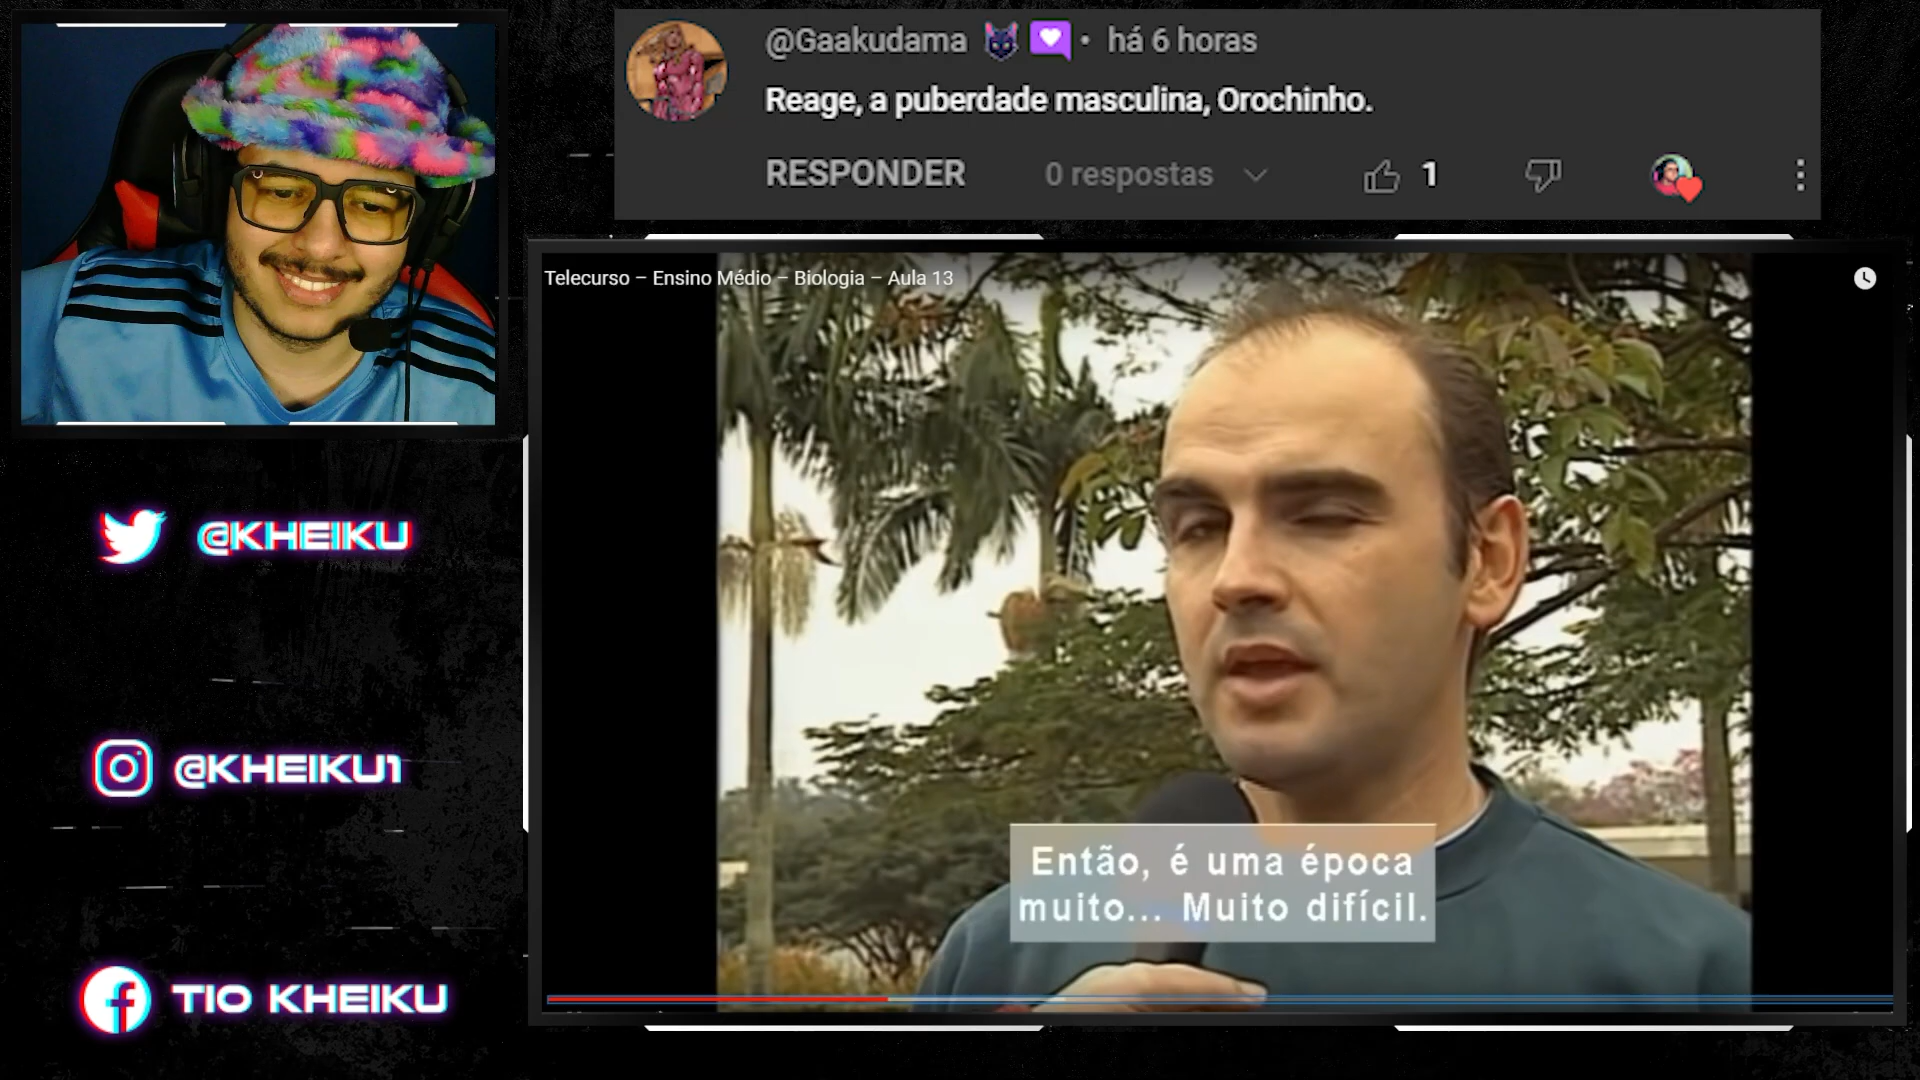 @Gaakudama • há 6 horas
Reage, a puberdade masculina, Orochinho.
RESPONDER 0 respostas 1
Telecurso – Ensino Médio – Biologia – Aula 13
Então, é uma época
muito... Muito difícil.
@KHEIKU
@KHEIKU1
TIO KHEIKU